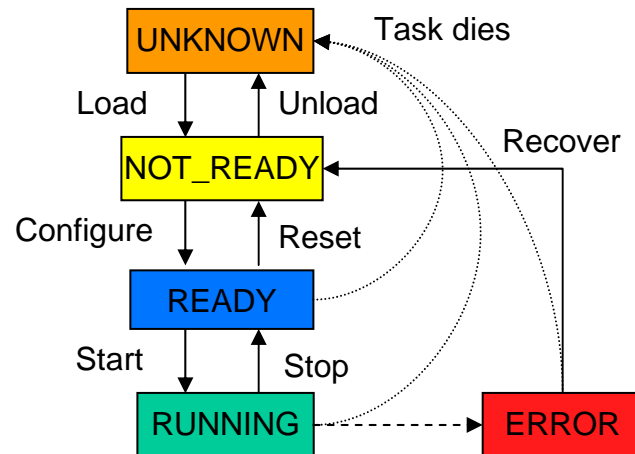 UNKNOWN
Task dies
Load
Unload
Recover
NOT_READY
Configure
Reset
READY
Start
Stop
RUNNING
ERROR